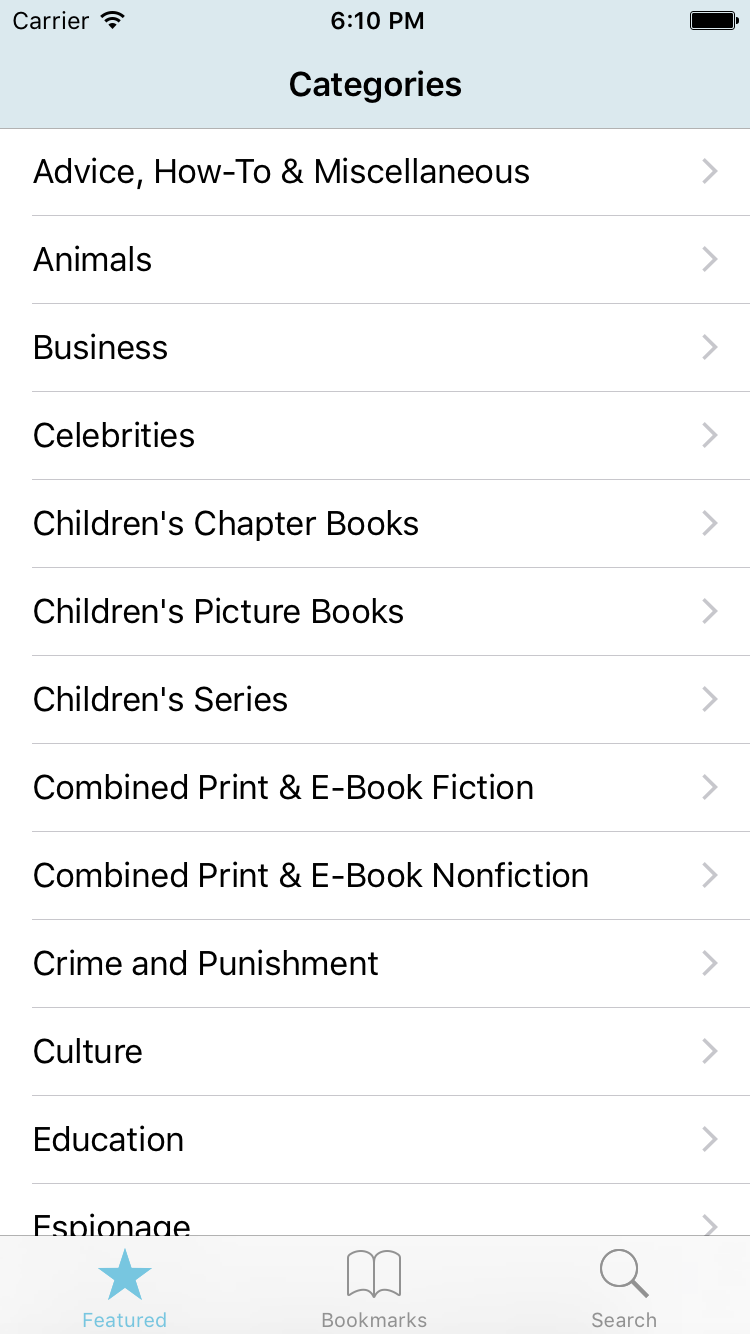 Carrier 6:10 PM
Categories
Advice, How-To & Miscellaneous
Animals
Business
Celebrities
Children's Chapter Books
Children's Picture Books
Children's Series
Combined Print & E-Book Fiction
Combined Print & E-Book Nonfiction
Crime and Punishment
Culture
Education
Espionage
Featured Bookmarks Search